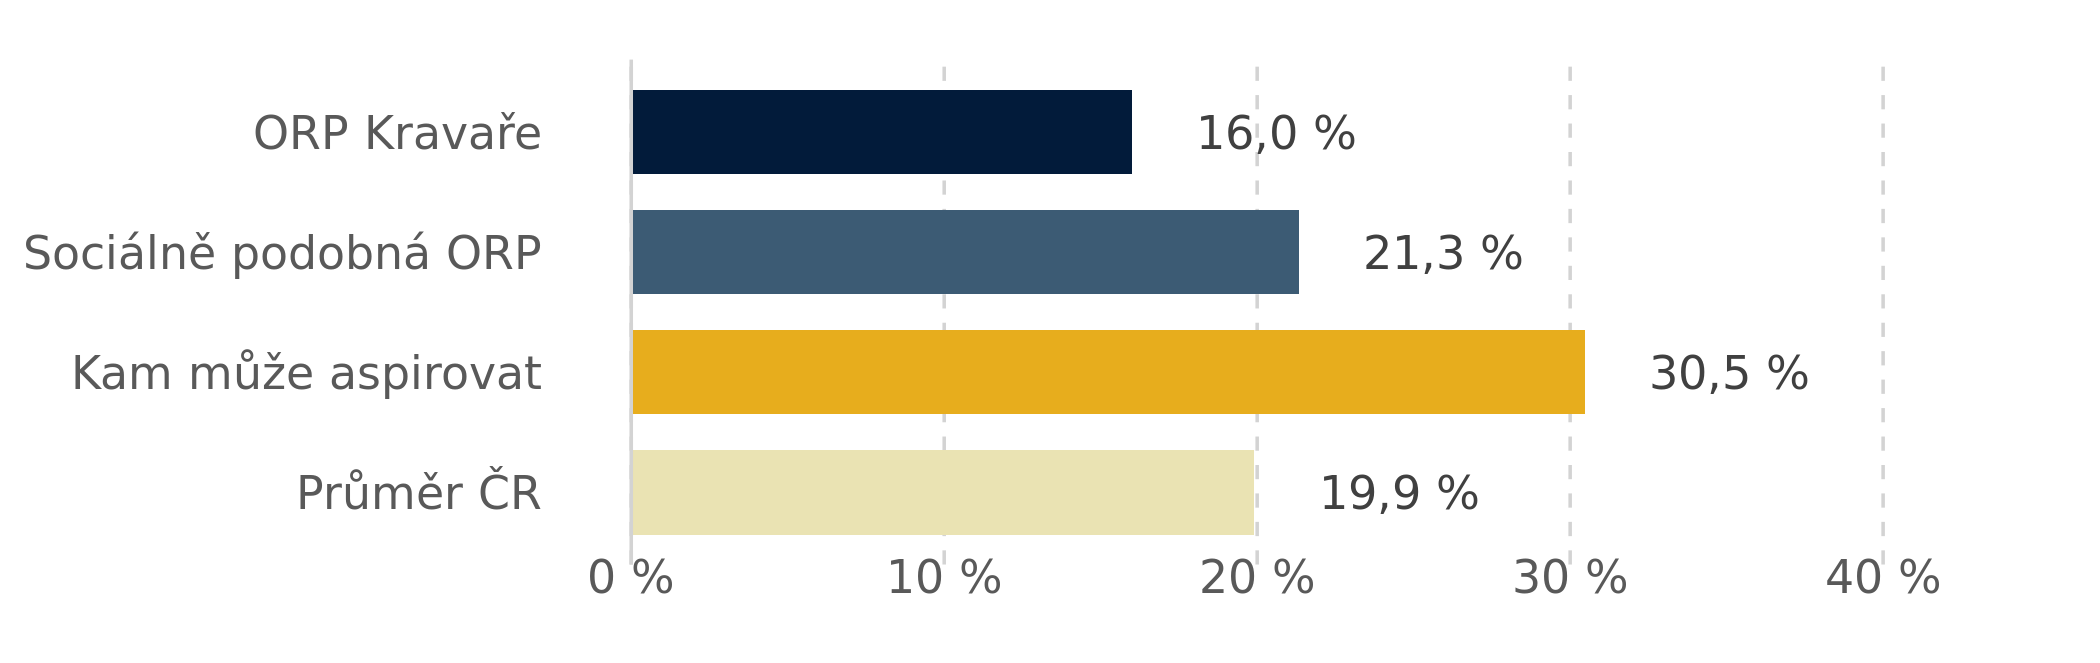 ORP Kravaře
16,0 %
Sociálně podobná ORP
21,3 %
Kam může aspirovat
30,5 %
Průměr ČR
19,9 %
0 %
10 %
20 %
30 %
40 %